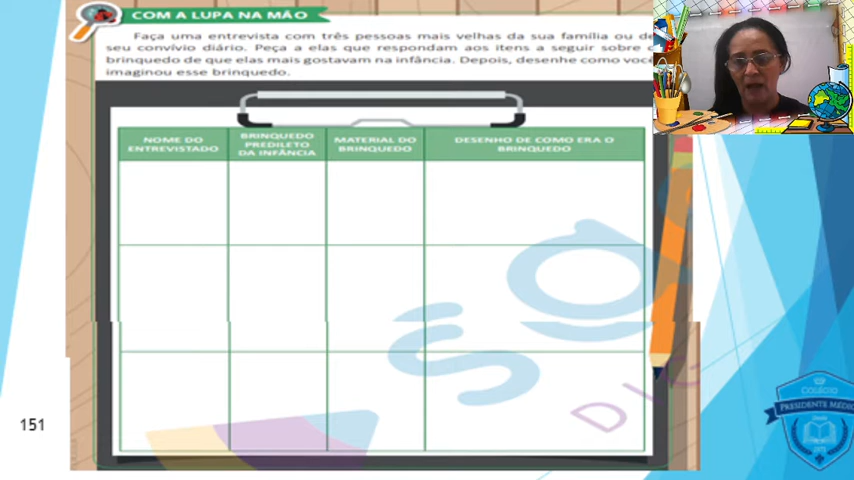 COM A LUPA NA MÃO
Faça uma entrevista com três pessoas mais velhas da sua família ou de
seu convívio diário. Peça a elas que respondam aos itens a seguir sobre
brinquedo de que elas mais gostavam na infância. Depois, desenhe como você
imaginou esse brinquedo.
NOME DO
ENTREVISTADO
BRINQUEDO
PREDILETO
DA INFÂNCIA
MATERIAL DO
BRINQUEDO
DESENHO DE COMO ERA O
BRINQUEDO
151
COLÉGIO
PRESIDENTE MÉDICI